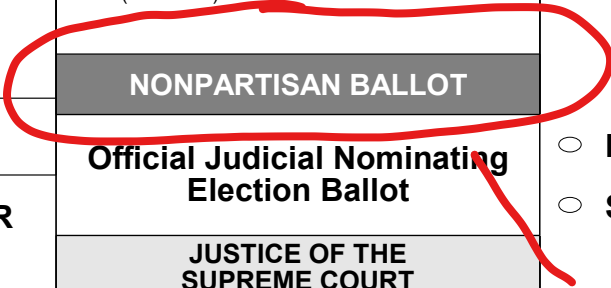 NONPARTISAN BALLOT
Official Judicial Nominating
Election Ballot
R
JUSTICE OF THE
SUPREME COURT